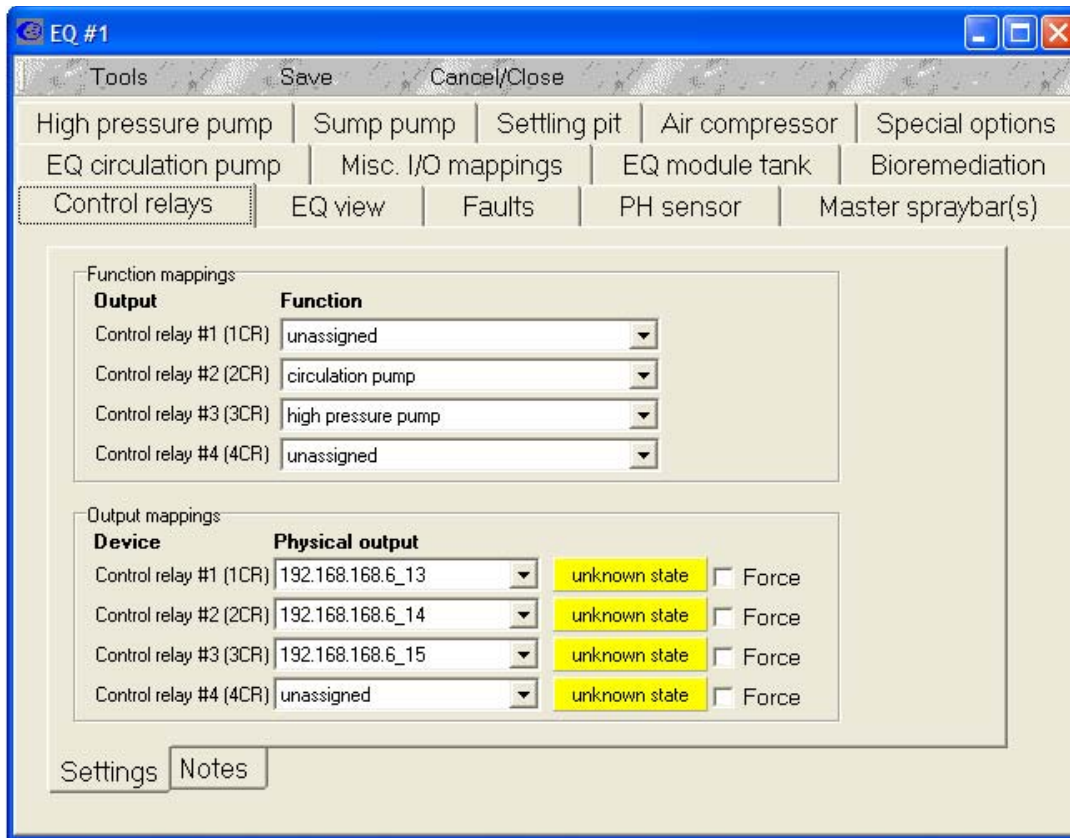 EQ #1
Tools Save Cancel/Close
High pressure pump Sump pump Settling pit Air compressor Special options
EQ circulation pump Misc. I/O mappings EQ module tank Bioremediation
Control relays EQ view Faults PH sensor Master spraybar(s)
Function mappings
Output Function
Control relay #1 (1CR) unassigned
Control relay #2 (2CR) circulation pump
Control relay #3 (3CR) high pressure pump
Control relay #4 (4CR) unassigned
Output mappings
Device Physical output
Control relay #1 (1CR) 192.168.168.6_13 unknown state Force
Control relay #2 (2CR) 192.168.168.6_14 unknown state Force
Control relay #3 (3CR) 192.168.168.6_15 unknown state Force
Control relay #4 (4CR) unassigned unknown state Force
Settings Notes